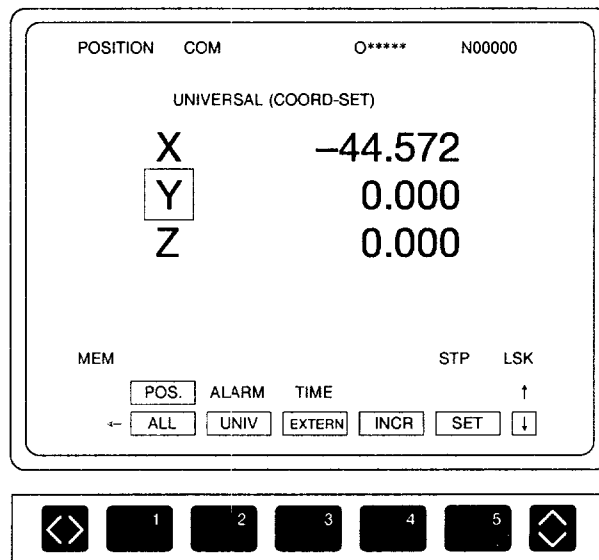 POSITION COM O***** N00000
UNIVERSAL (COORD-SET)
X −44.572
Y 0.000
Z 0.000
MEM STP LSK
POS. ALARM TIME ↑
← ALL UNIV EXTERN INCR SET ↓
1 2 3 4 5